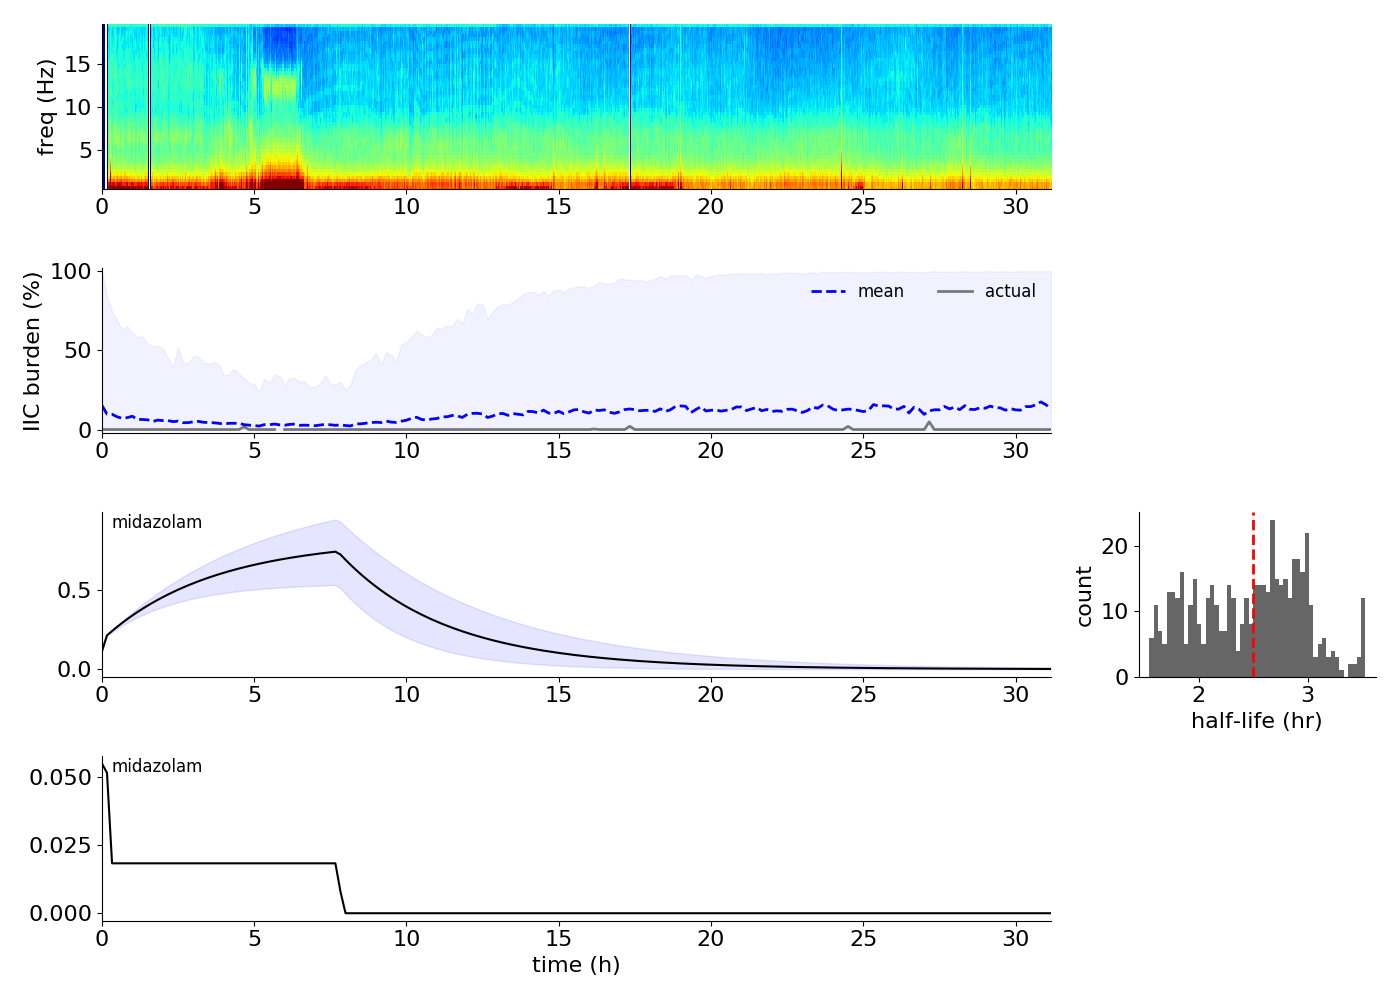 freq (Hz)
15
10
5
0 5 10 15 20 25 30
IIC burden (%)
100
50
0
mean actual
0 5 10 15 20 25 30
midazolam
0.5
0.0
0 5 10 15 20 25 30
count
20
10
0
2 3
half-life (hr)
midazolam
0.050
0.025
0.000
0 5 10 15 20 25 30
time (h)